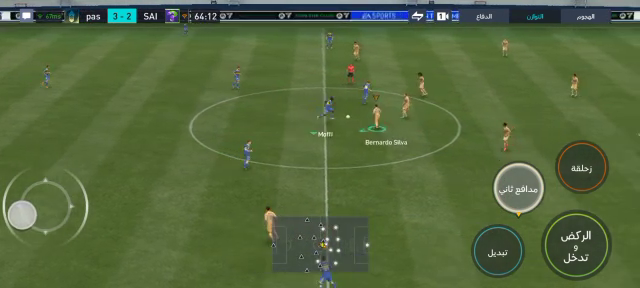 67ms pas 3 - 2 SAI 64:12 EA SPORTS 1 الدفاع التوازن الهجوم
Moffi
Bernardo Silva
زحلقة
مدافع ثاني
الركض
و
تدخل
تبديل